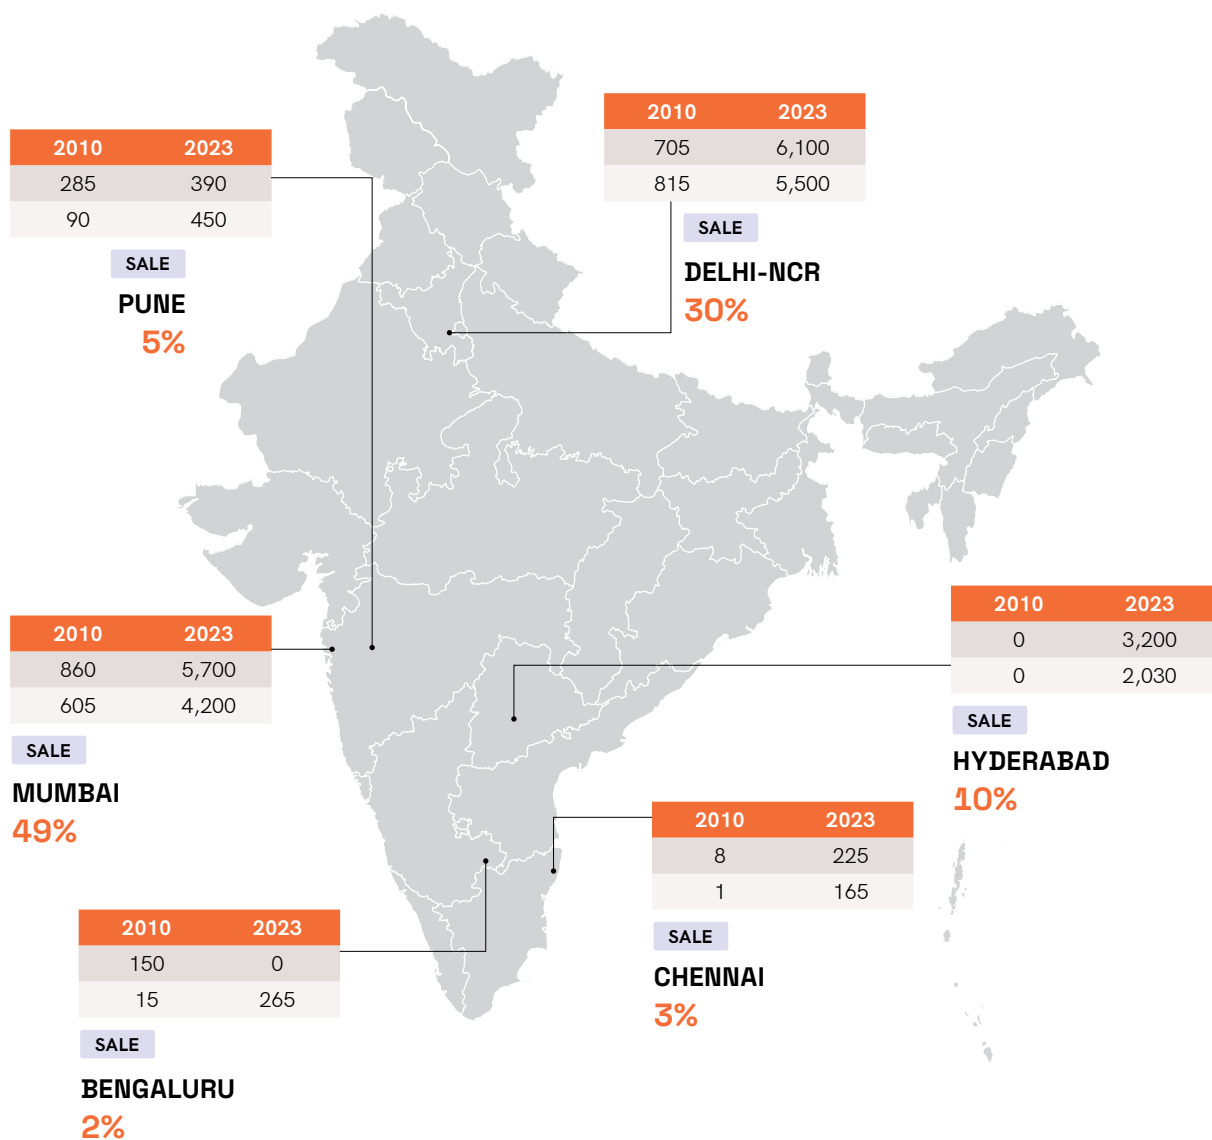 2010 2023
285 390
90 450
SALE
PUNE
5%
2010 2023
705 6,100
815 5,500
SALE
DELHI-NCR
30%
2010 2023
860 5,700
605 4,200
SALE
MUMBAI
49%
2010 2023
0 3,200
0 2,030
SALE
HYDERABAD
10%
2010 2023
8 225
1 165
SALE
CHENNAI
3%
2010 2023
150 0
15 265
SALE
BENGALURU
2%